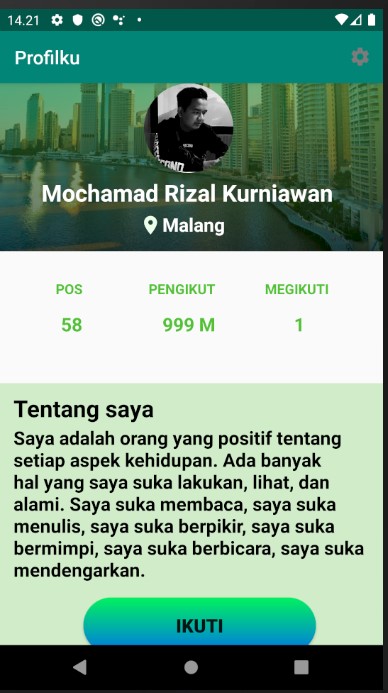 14.21
Profilku
Mochamad Rizal Kurniawan
Malang
POS PENGIKUT MEGIKUTI
58 999 M 1
Tentang saya
Saya adalah orang yang positif tentang
setiap aspek kehidupan. Ada banyak
hal yang saya suka lakukan, lihat, dan
alami. Saya suka membaca, saya suka
menulis, saya suka berpikir, saya suka
bermimpi, saya suka berbicara, saya suka
mendengarkan.
IKUTI